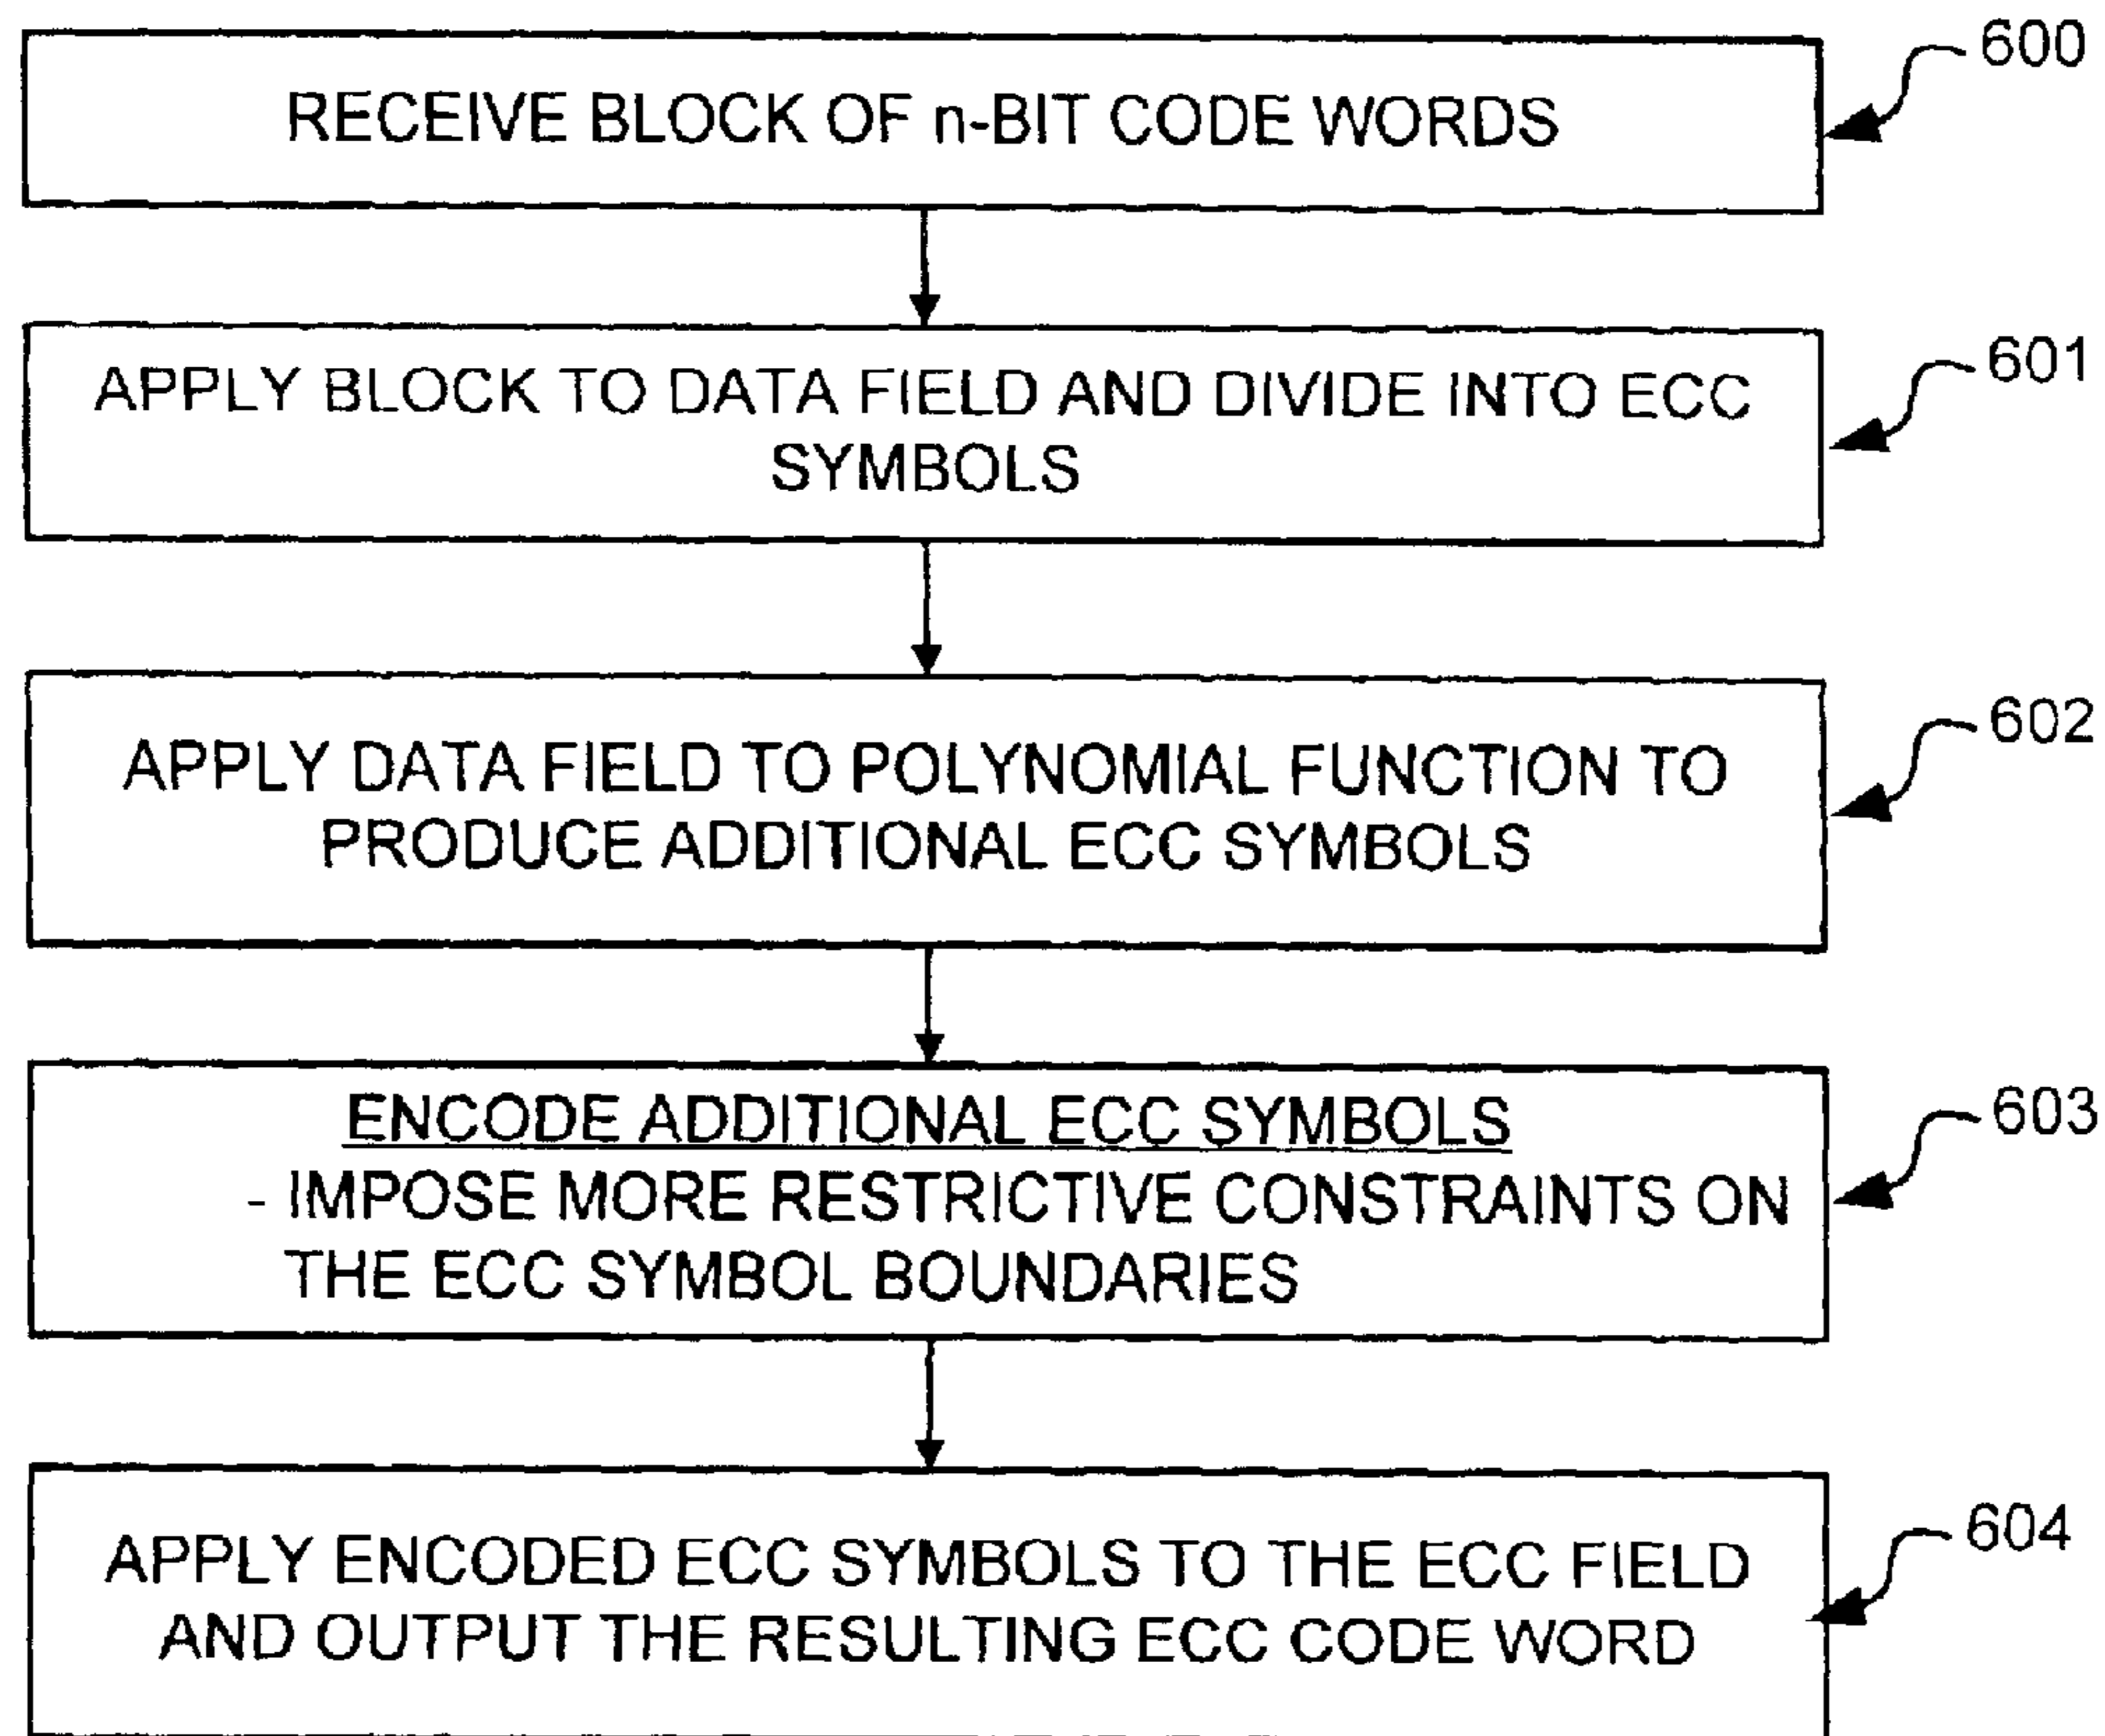 600
RECEIVE BLOCK OF n-BIT CODE WORDS
601
APPLY BLOCK TO DATA FIELD AND DIVIDE INTO ECC
SYMBOLS
602
APPLY DATA FIELD TO POLYNOMIAL FUNCTION TO
PRODUCE ADDITIONAL ECC SYMBOLS
603
ENCODE ADDITIONAL ECC SYMBOLS
- IMPOSE MORE RESTRICTIVE CONSTRAINTS ON
THE ECC SYMBOL BOUNDARIES
604
APPLY ENCODED ECC SYMBOLS TO THE ECC FIELD
AND OUTPUT THE RESULTING ECC CODE WORD